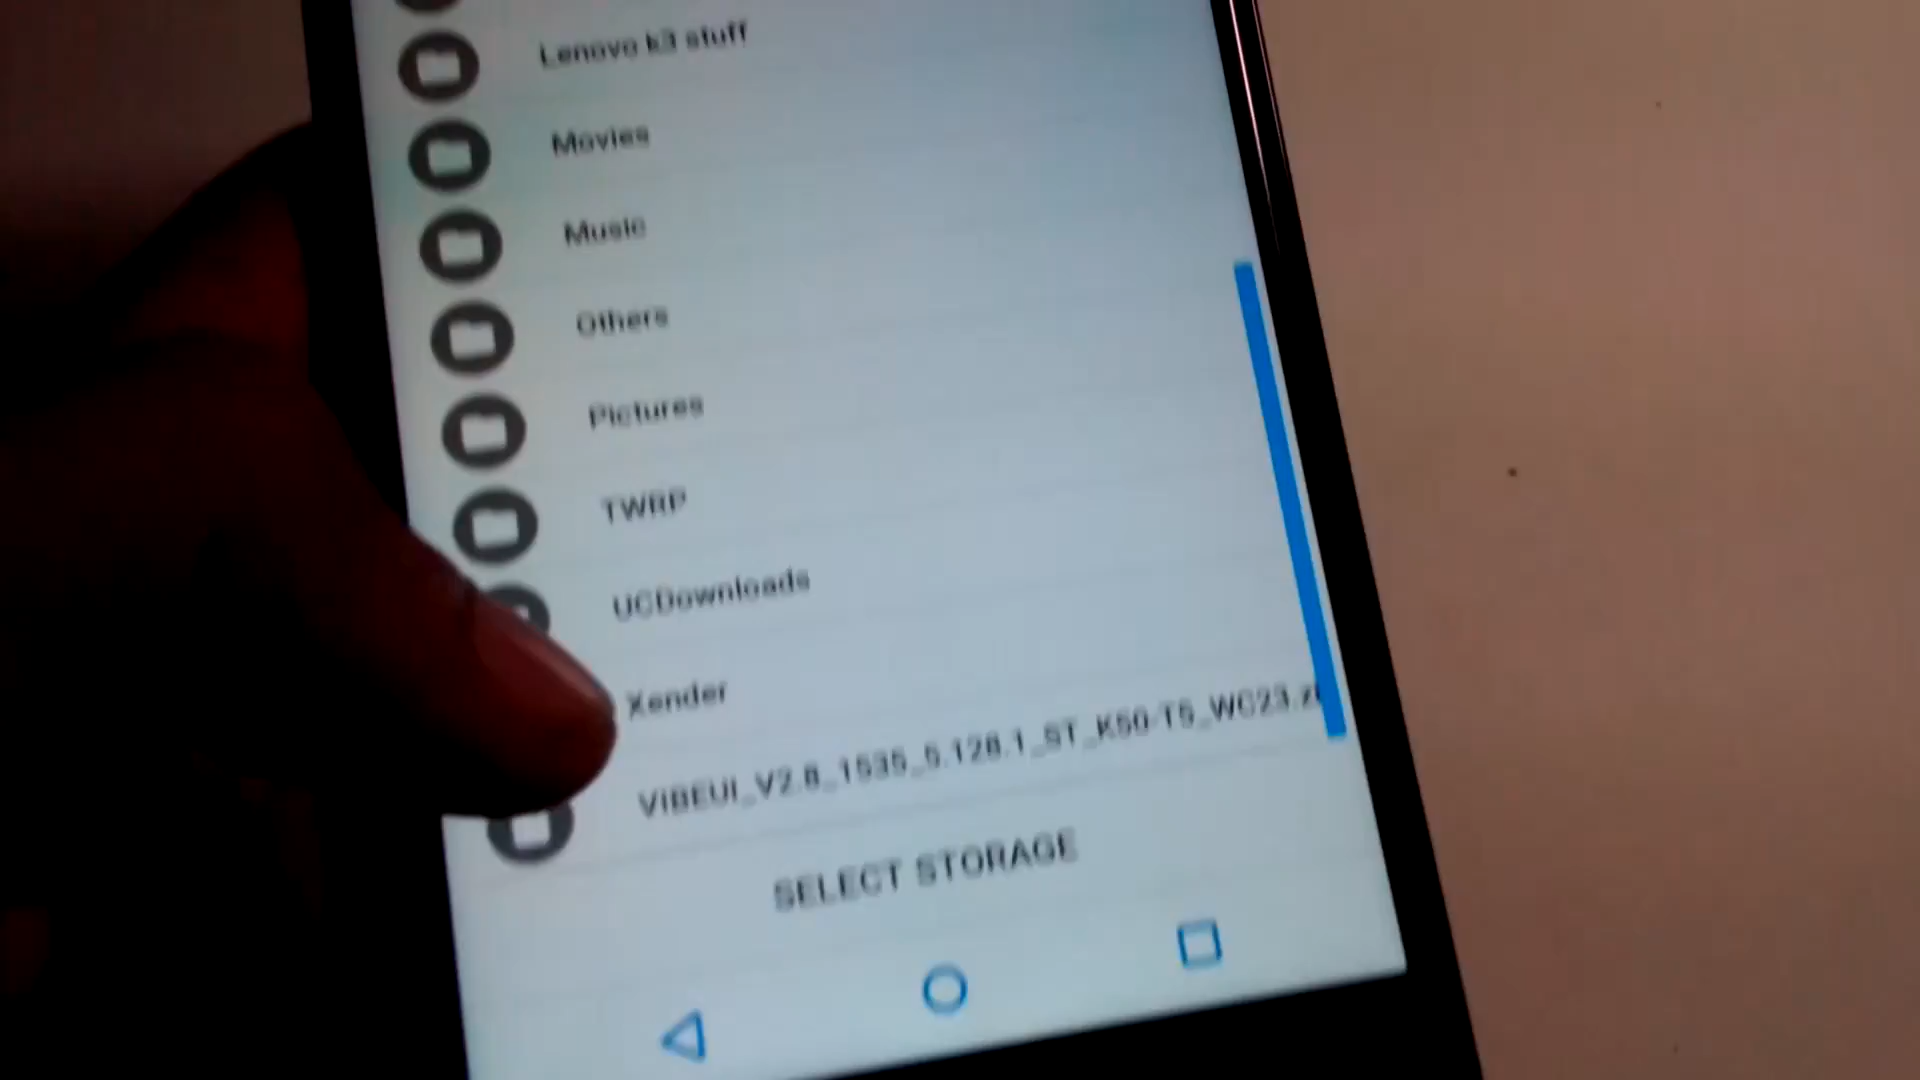 Lenovo k3 stuff
Movies
Music
Others
Pictures
TWRP
UCDownloads
Xender
VIBEUI_V2.8_1535_5.128.1_ST_K50-T5_WC23.z
SELECT STORAGE